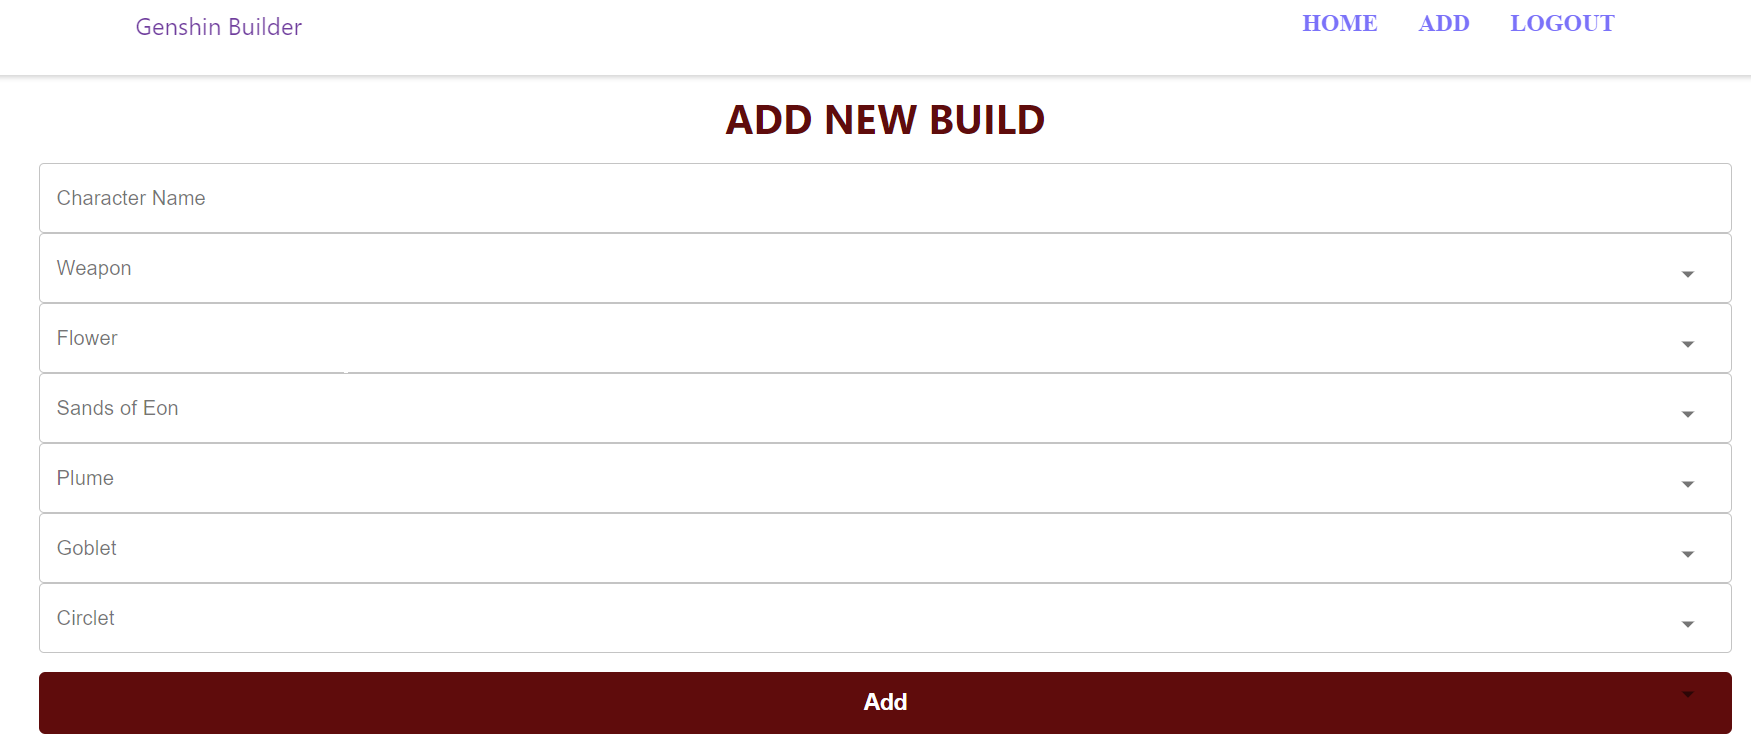 Genshin Builder HOME ADD LOGOUT
ADD NEW BUILD
Character Name
Weapon
Flower
Sands of Eon
Plume
Goblet
Circlet
Add